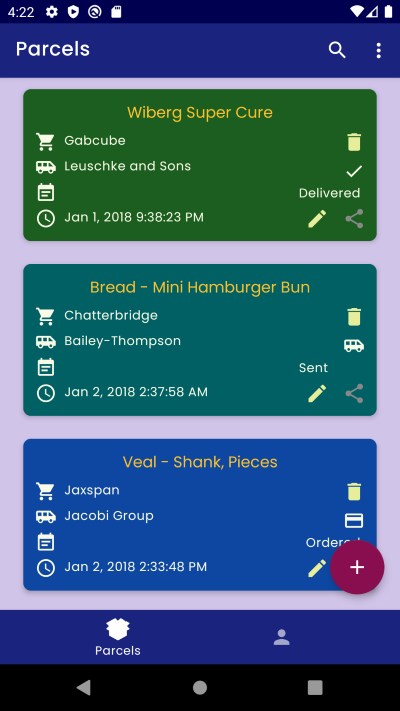 4:22
Parcels
Wiberg Super Cure
Gabcube
Leuschke and Sons
Delivered
Jan 1, 2018 9:38:23 PM
Bread - Mini Hamburger Bun
Chatterbridge
Bailey-Thompson
Sent
Jan 2, 2018 2:37:58 AM
Veal - Shank, Pieces
Jaxspan
Jacobi Group
Ordered
Jan 2, 2018 2:33:48 PM
Parcels